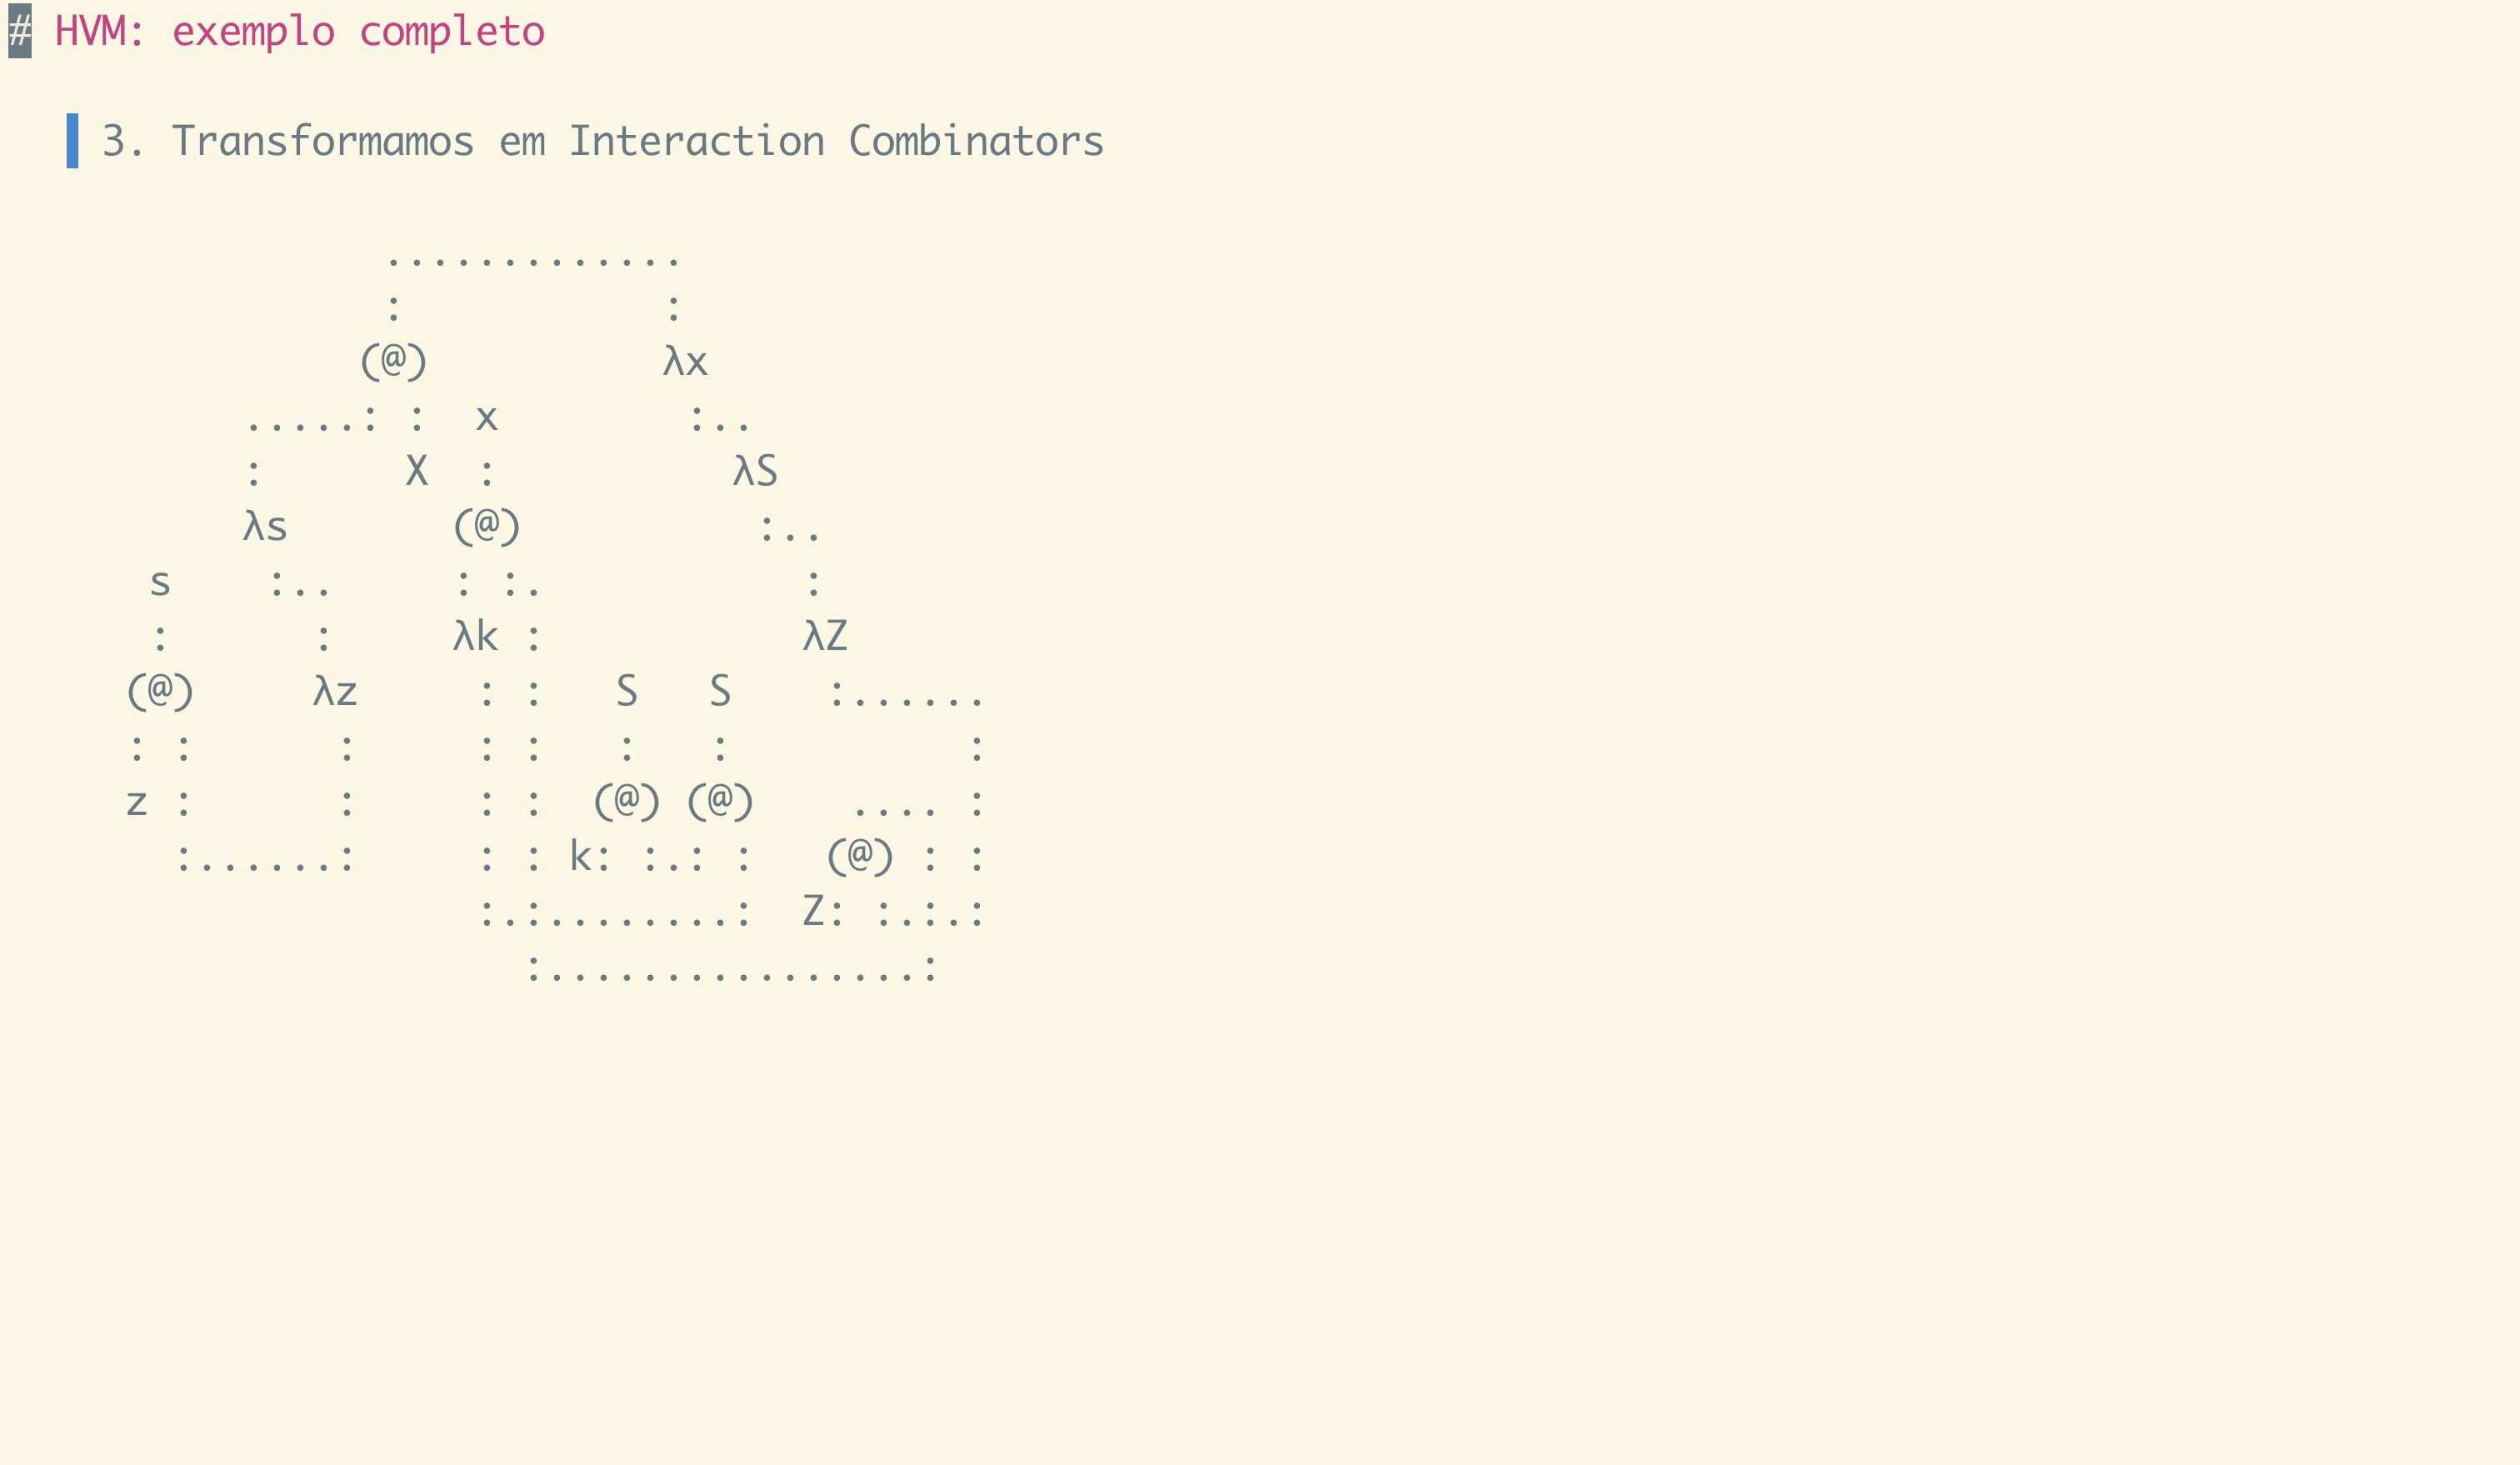 # HVM: exemplo completo
3. Transformamos em Interaction Combinators
.............
:           :
(@)          λx
.....: :  x        :..
:      X  :          λS
λs       (@)          :..
s    :..     : :.           :
:      :     λk :           λZ
(@)     λz     : :   S   S    :......
: :      :     : :   :   :          :
z :      :     : :  (@) (@)    .... :
:......:     : : k: :.: :   (@) : :
:.:........:  Z: :.:.:
:................: